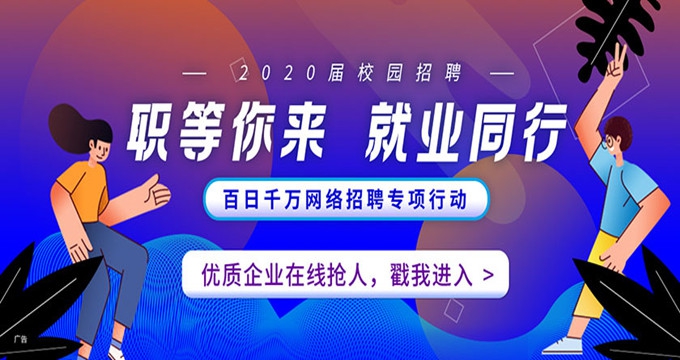 2020届校园招聘
职等你来 就业同行
百日千万网络招聘专项行动
优质企业在线抢人，戳我进入 >
广告